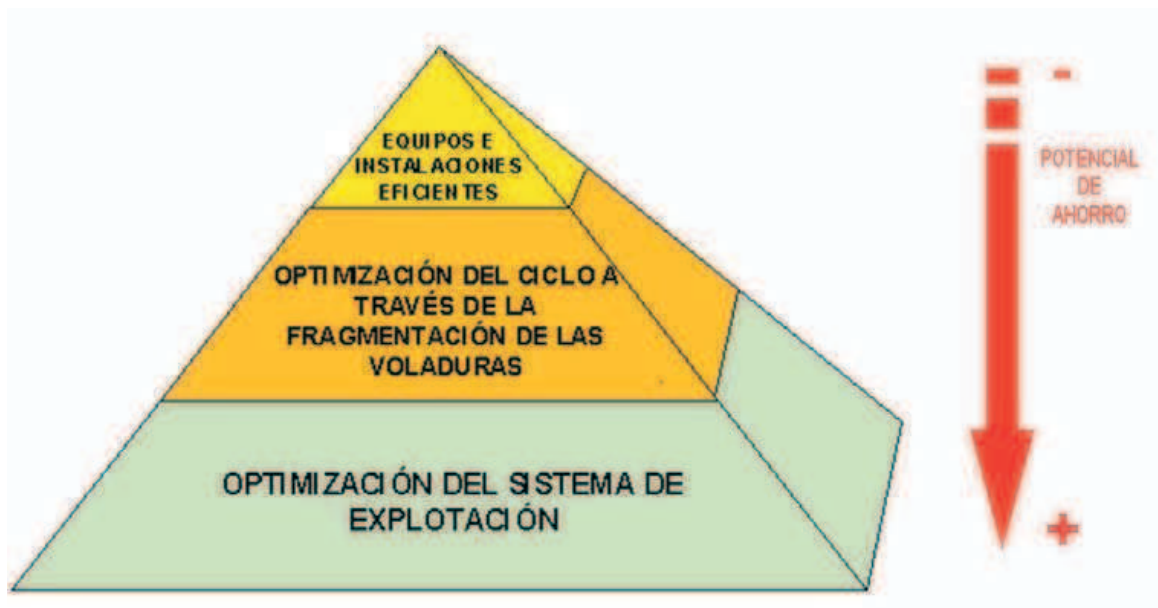 EQUIPOS E
INSTALACIONES
EFICIENTES
OPTIMIZACIÓN DEL CICLO A
TRAVÉS DE LA
FRAGMENTACIÓN DE LAS
VOLADURAS
OPTIMIZACIÓN DEL SISTEMA DE
EXPLOTACIÓN
-
POTENCIAL
DE
AHORRO
+